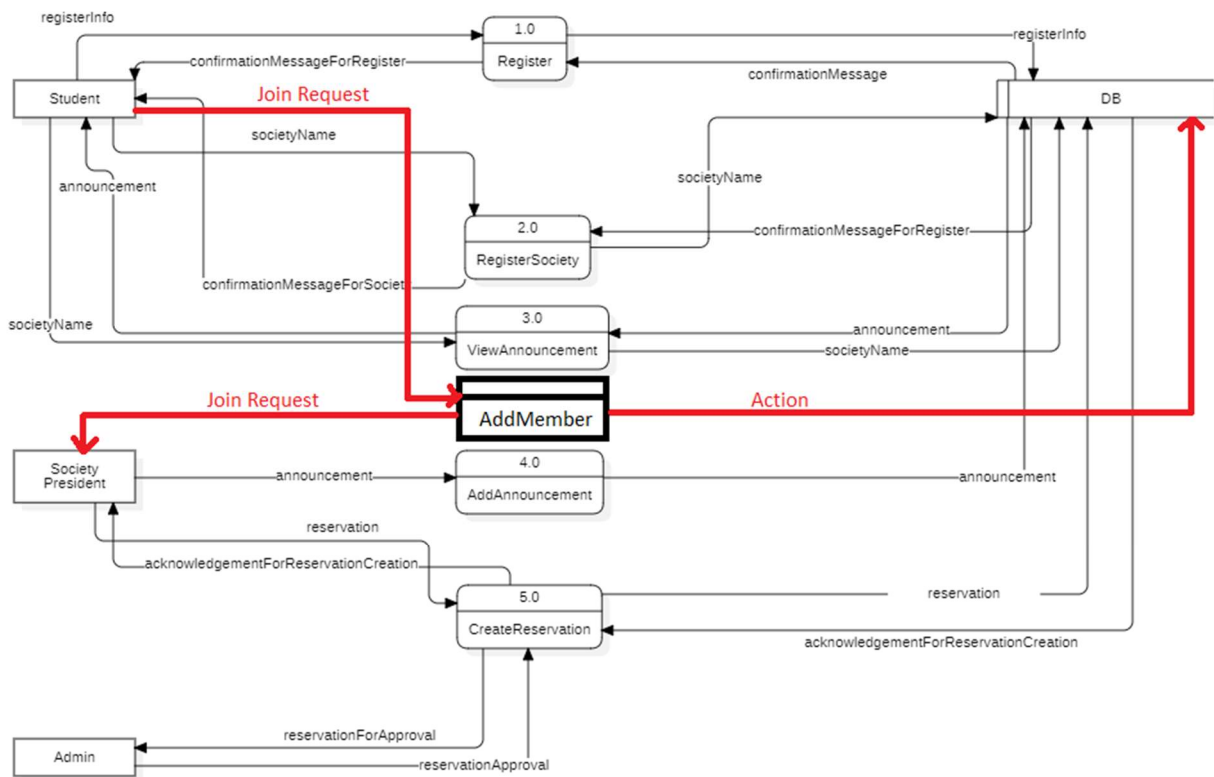 registerInfo
1.0
Register
registerInfo
confirmationMessageForRegister
confirmationMessage
Student
Join Request
DB
societyName
announcement
societyName
2.0
RegisterSociety
confirmationMessageForRegister
confirmationMessageForSociet
societyName
3.0
ViewAnnouncement
announcement
societyName
Join Request
AddMember
Action
Society
President
announcement
4.0
AddAnnouncement
announcement
reservation
acknowledgementForReservationCreation
5.0
CreateReservation
reservation
acknowledgementForReservationCreation
reservationForApproval
Admin
reservationApproval